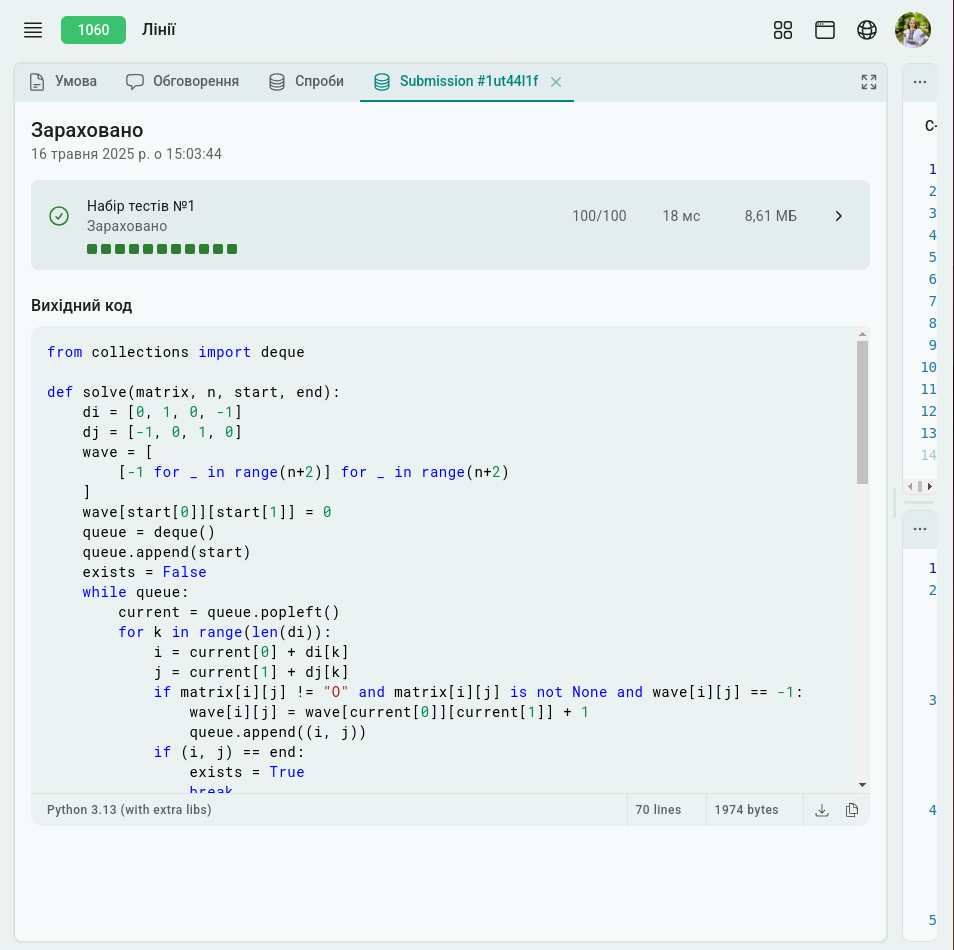 1060 Лінії
Умова Обговорення Спроби Submission #1ut44l1f
Зараховано
16 травня 2025 р. о 15:03:44
Набір тестів №1
Зараховано
100/100 18 мс 8,61 МБ
Вихідний код
from collections import deque
def solve(matrix, n, start, end):
    di = [0, 1, 0, -1]
    dj = [-1, 0, 1, 0]
    wave = [
        [-1 for _ in range(n+2)] for _ in range(n+2)
    ]
    wave[start[0]][start[1]] = 0
    queue = deque()
    queue.append(start)
    exists = False
    while queue:
        current = queue.popleft()
        for k in range(len(di)):
            i = current[0] + di[k]
            j = current[1] + dj[k]
            if matrix[i][j] != "O" and matrix[i][j] is not None and wave[i][j] == -1:
                wave[i][j] = wave[current[0]][current[1]] + 1
                queue.append((i, j))
            if (i, j) == end:
                exists = True
                break
Python 3.13 (with extra libs) 70 lines 1974 bytes
...
C-
1
2
3
4
5
6
7
8
9
10
11
12
13
14
...
1
2
3
4
5